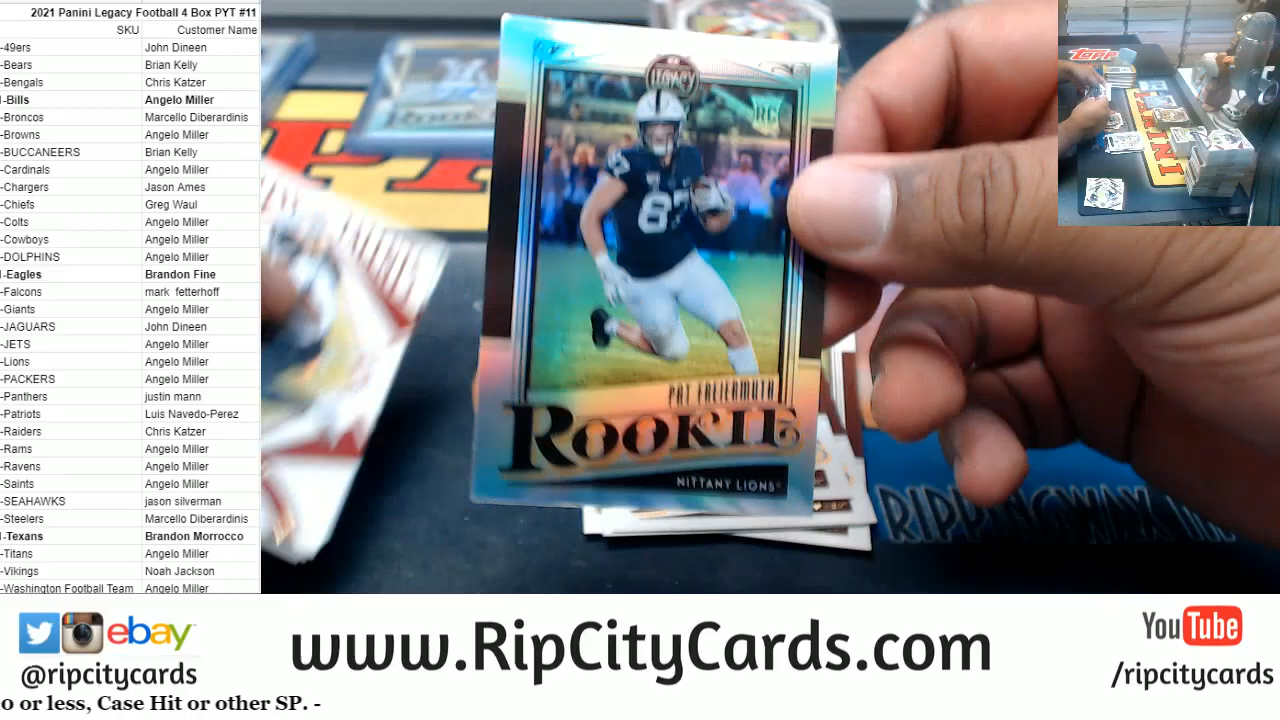 2021 Panini Legacy Football 4 Box PYT #11
SKU Customer Name
-49ers John Dineen
-Bears Brian Kelly
-Bengals Chris Katzer
-Bills Angelo Miller
-Broncos Marcello Diberardinis
-Browns Angelo Miller
-BUCCANEERS Brian Kelly
-Cardinals Angelo Miller
-Chargers Jason Ames
-Chiefs Greg Waul
-Colts Angelo Miller
-Cowboys Angelo Miller
-DOLPHINS Angelo Miller
-Eagles Brandon Fine
-Falcons mark fetterhoff
-Giants Angelo Miller
-JAGUARS John Dineen
-JETS Angelo Miller
-Lions Angelo Miller
-PACKERS Angelo Miller
-Panthers justin mann
-Patriots Luis Navedo-Perez
-Raiders Chris Katzer
-Rams Angelo Miller
-Ravens Angelo Miller
-Saints Angelo Miller
-SEAHAWKS jason silverman
-Steelers Marcello Diberardinis
-Texans Brandon Morrocco
-Titans Angelo Miller
-Vikings Noah Jackson
-Washington Football Team Angelo Miller
Legacy
RC
87
PAT FREIERMUTH
ROOKIE
NITTANY LIONS
RIPPINGWAX
TOPPS
PANINI
ebay
@ripcitycards
www.RipCityCards.com
YouTube
/ripcitycards
0 or less, Case Hit or other SP. -